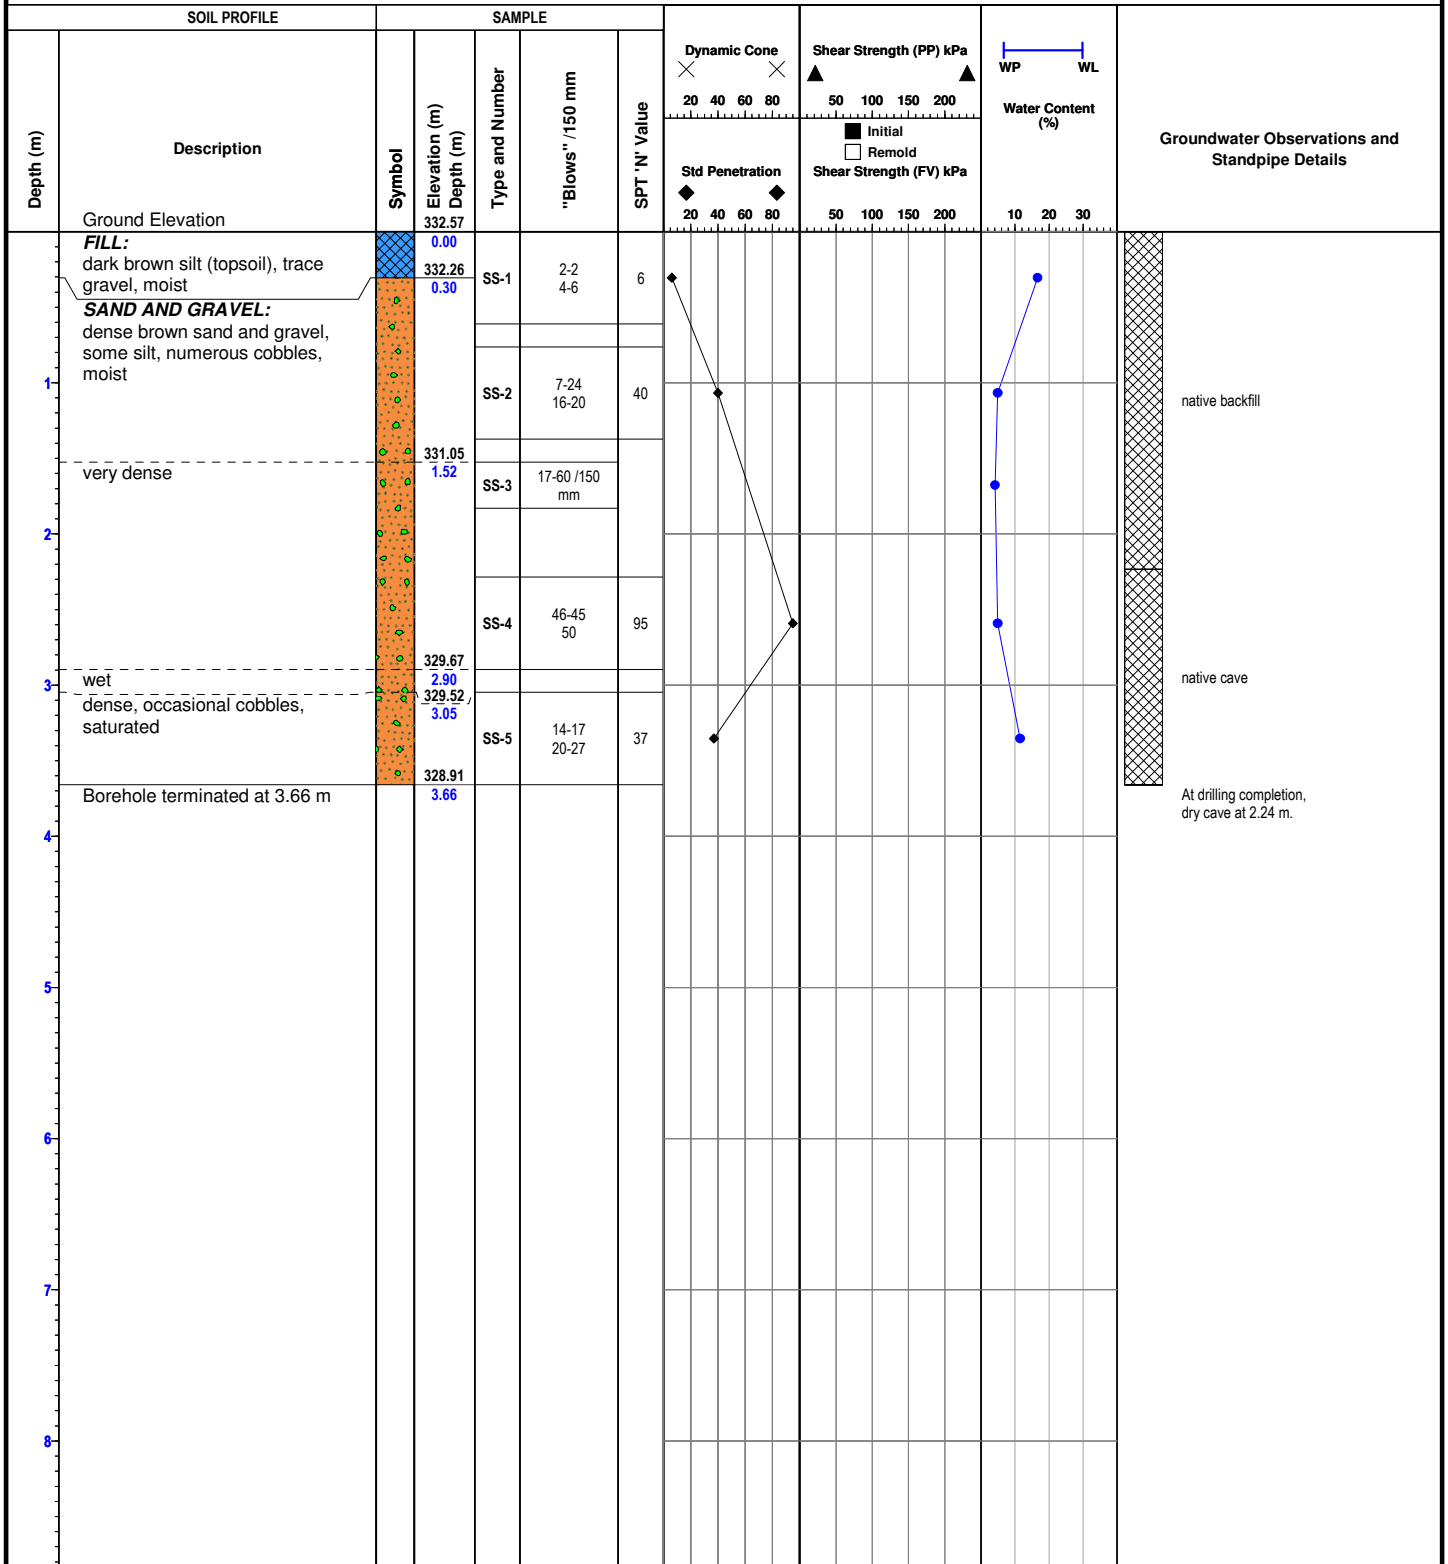 SOIL PROFILE
SAMPLE
Depth (m)
Description
Symbol
Elevation (m)
Depth (m)
Type and Number
"Blows" /150 mm
SPT 'N' Value
Dynamic Cone
20 40 60 80
Std Penetration
20 40 60 80
Shear Strength (PP) kPa
50 100 150 200
Initial
Remold
Shear Strength (FV) kPa
50 100 150 200
WP WL
Water Content
(%)
10 20 30
Groundwater Observations and
Standpipe Details
Ground Elevation
332.57
FILL:
0.00
dark brown silt (topsoil), trace
gravel, moist
332.26
0.30
SS-1
2-2
4-6
6
SAND AND GRAVEL:
dense brown sand and gravel,
some silt, numerous cobbles,
moist
1
SS-2
7-24
16-20
40
native backfill
331.05
very dense
1.52
SS-3
17-60 /150
mm
2
SS-4
46-45
50
95
329.67
wet
2.90
3
329.52
dense, occasional cobbles,
saturated
3.05
native cave
SS-5
14-17
20-27
37
328.91
Borehole terminated at 3.66 m
3.66
At drilling completion,
dry cave at 2.24 m.
4
5
6
7
8